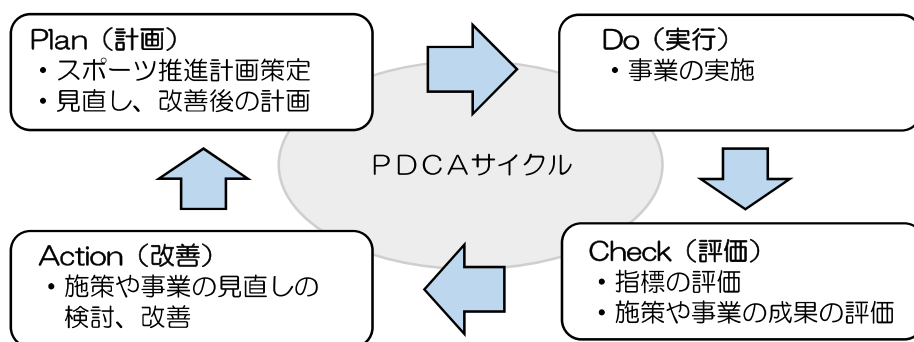 Plan（計画）
・スポーツ推進計画策定
・見直し、改善後の計画
Do（実行）
・事業の実施
ＰＤＣＡサイクル
Action（改善）
・施策や事業の見直しの
検討、改善
Check（評価）
・指標の評価
・施策や事業の成果の評価